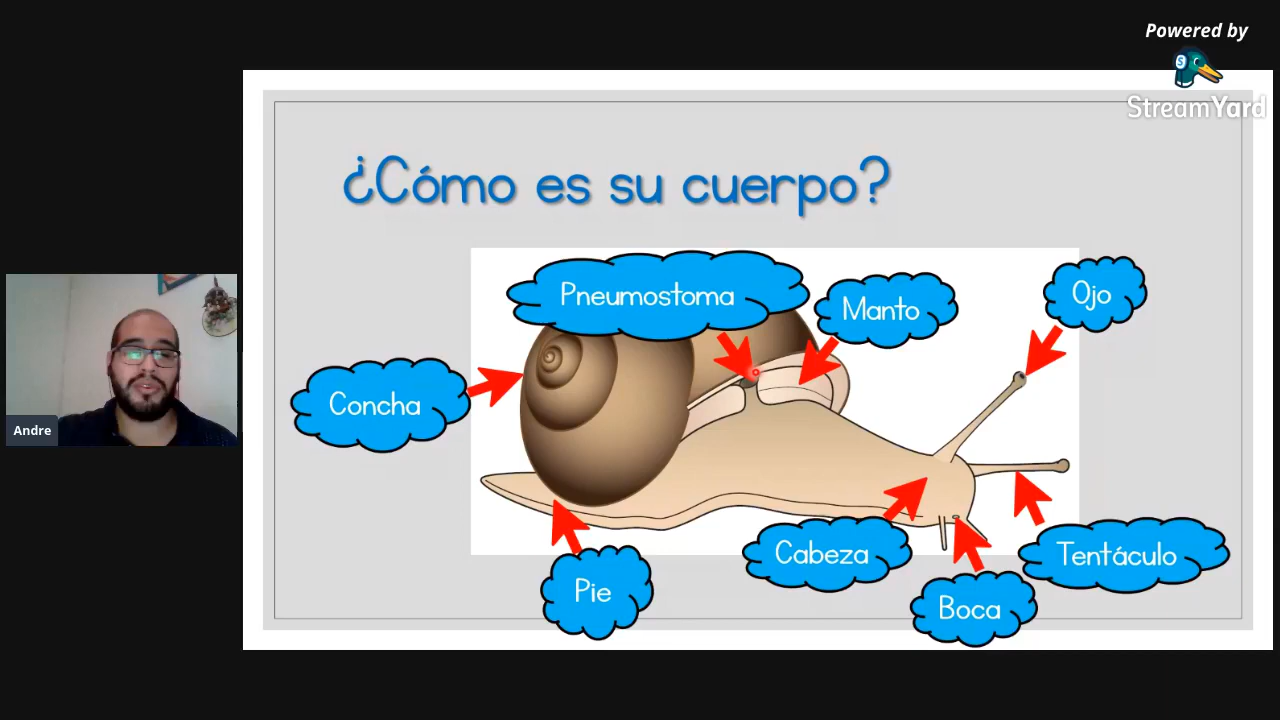 Powered by
StreamYard
¿Cómo es su cuerpo?
Pneumostoma
Manto
Ojo
Concha
Andre
Cabeza
Tentáculo
Pie
Boca